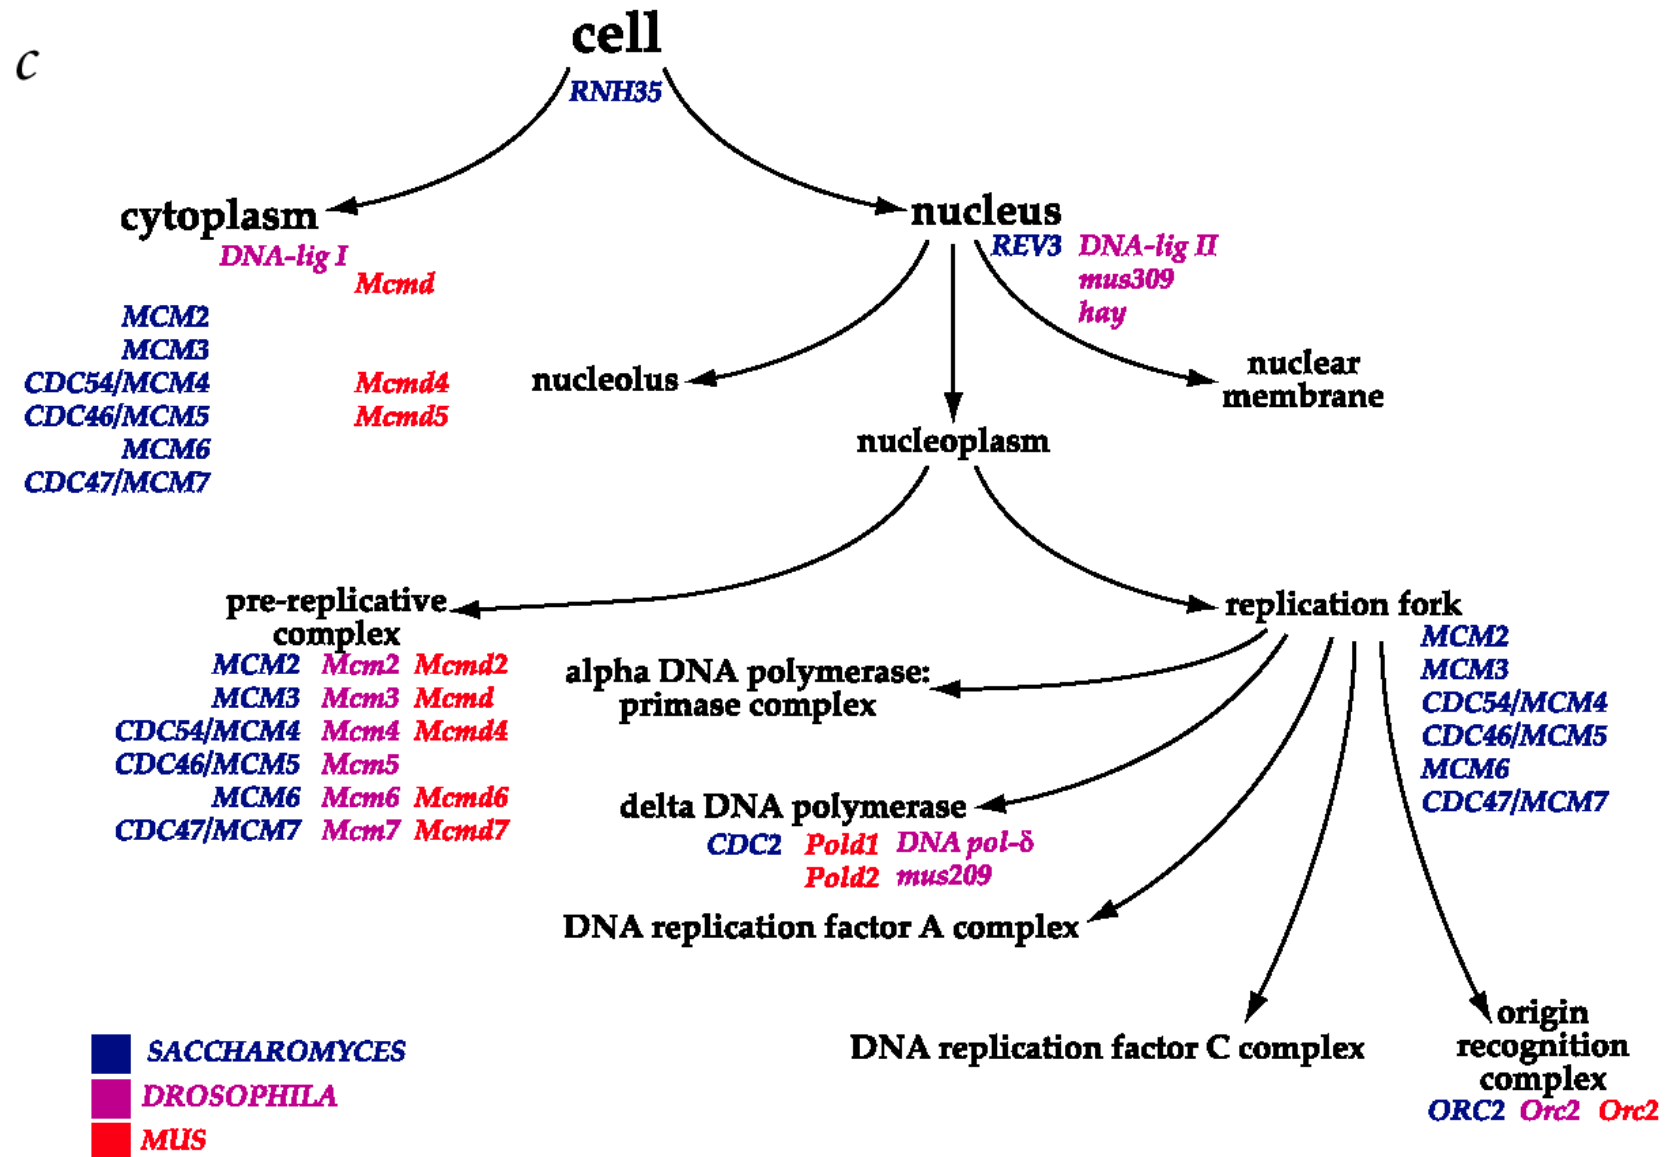 c
cell
RNH35
cytoplasm
DNA-lig I
Mcmd
MCM2
MCM3
CDC54/MCM4 Mcmd4
CDC46/MCM5 Mcmd5
MCM6
CDC47/MCM7
nucleus
REV3 DNA-lig II
mus309
hay
nucleolus
nuclear
membrane
nucleoplasm
pre-replicative
complex
MCM2 Mcm2 Mcmd2
MCM3 Mcm3 Mcmd
CDC54/MCM4 Mcm4 Mcmd4
CDC46/MCM5 Mcm5
MCM6 Mcm6 Mcmd6
CDC47/MCM7 Mcm7 Mcmd7
replication fork
MCM2
MCM3
CDC54/MCM4
CDC46/MCM5
MCM6
CDC47/MCM7
alpha DNA polymerase:
primase complex
delta DNA polymerase
CDC2 Pold1 DNA pol-δ
Pold2 mus209
DNA replication factor A complex
DNA replication factor C complex
origin
recognition
complex
ORC2 Orc2 Orc2
SACCHAROMYCES
DROSOPHILA
MUS